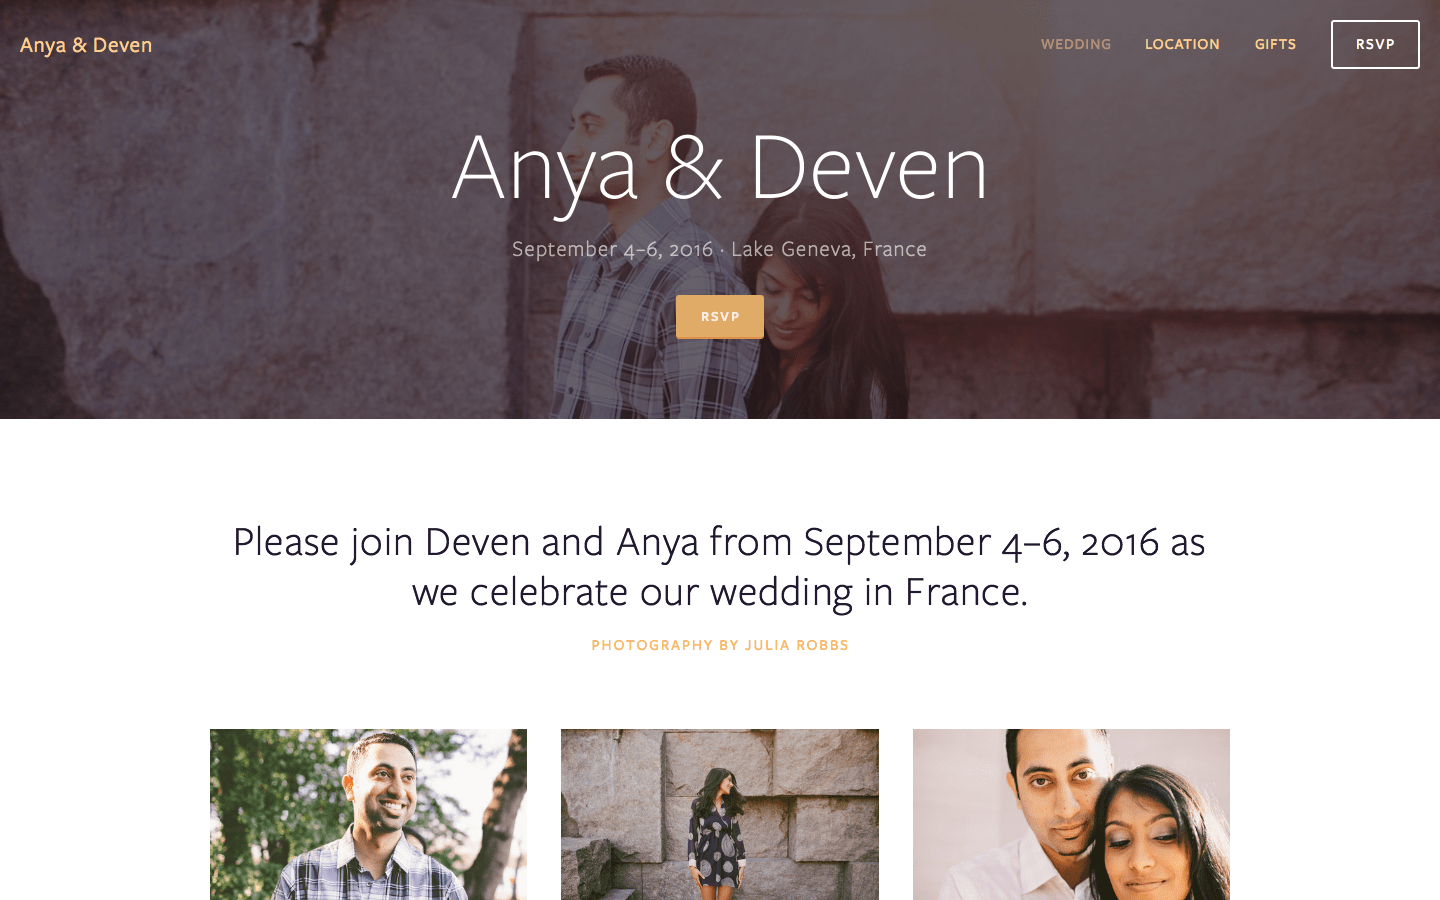 Anya & Deven
WEDDING
LOCATION
GIFTS
RSVP
Anya & Deven
September 4–6, 2016 · Lake Geneva, France
RSVP
Please join Deven and Anya from September 4–6, 2016 as
we celebrate our wedding in France.
PHOTOGRAPHY BY JULIA ROBBS